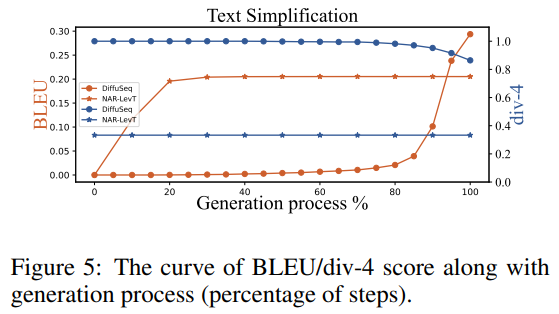 Text Simplification
0.30
0.25
0.20
0.15
0.10
0.05
0.00
BLEU
DiffuSeq
NAR-LevT
DiffuSeq
NAR-LevT
1.0
0.8
0.6
0.4
0.2
0.0
div-4
0 20 40 60 80 100
Generation process %
Figure 5: The curve of BLEU/div-4 score along with
generation process (percentage of steps).